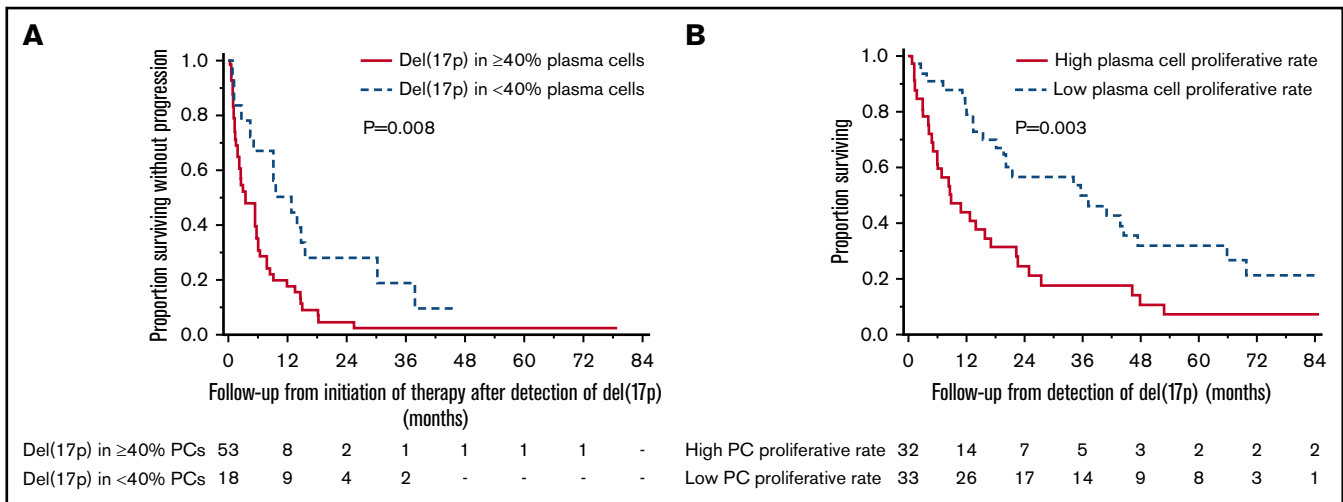 A
Del(17p) in ≥40% plasma cells
Del(17p) in <40% plasma cells
P=0.008
Proportion surviving without progression
1.0
0.8
0.6
0.4
0.2
0.0
0 12 24 36 48 60 72 84
Follow-up from initiation of therapy after detection of del(17p)
(months)
Del(17p) in ≥40% PCs 53 8 2 1 1 1 1 -
Del(17p) in <40% PCs 18 9 4 2 - - - -
B
High plasma cell proliferative rate
Low plasma cell proliferative rate
P=0.003
Proportion surviving
1.0
0.8
0.6
0.4
0.2
0.0
0 12 24 36 48 60 72 84
Follow-up from detection of del(17p) (months)
High PC proliferative rate 32 14 7 5 3 2 2 2
Low PC proliferative rate 33 26 17 14 9 8 3 1